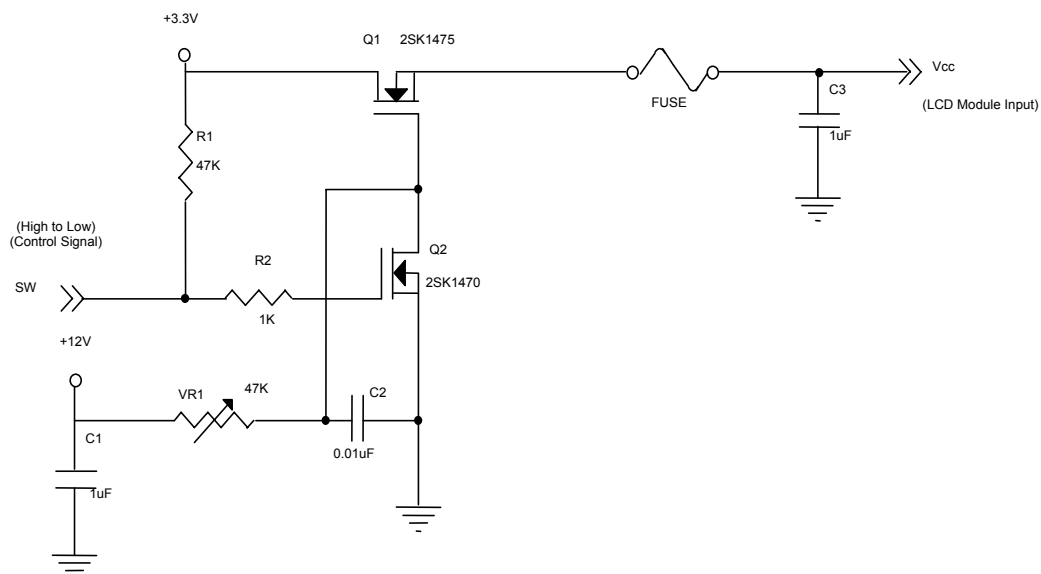 +3.3V
Q1 2SK1475
Vcc
C3
FUSE
(LCD Module Input)
R1
1uF
47K
(High to Low)
(Control Signal)
Q2
R2
2SK1470
SW
1K
+12V
VR1 47K
C2
C1
0.01uF
1uF